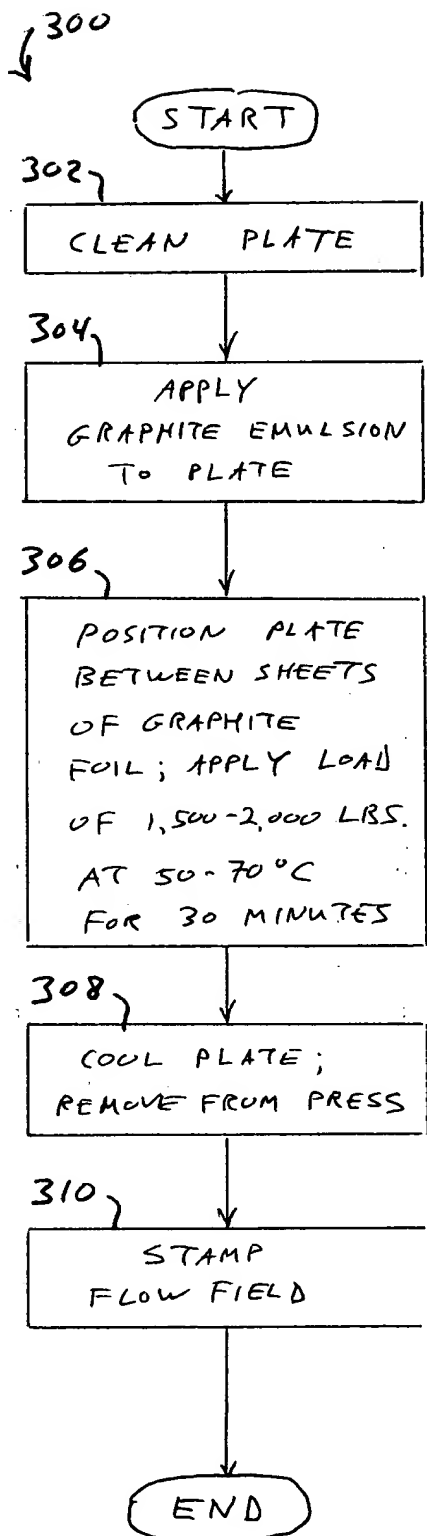 300
START
302
CLEAN PLATE
304
APPLY
GRAPHITE EMULSION
TO PLATE
306
POSITION PLATE
BETWEEN SHEETS
OF GRAPHITE
FOIL; APPLY LOAD
OF 1,500-2,000 LBS.
AT 50-70°C
FOR 30 MINUTES
308
COOL PLATE;
REMOVE FROM PRESS
310
STAMP
FLOW FIELD
END